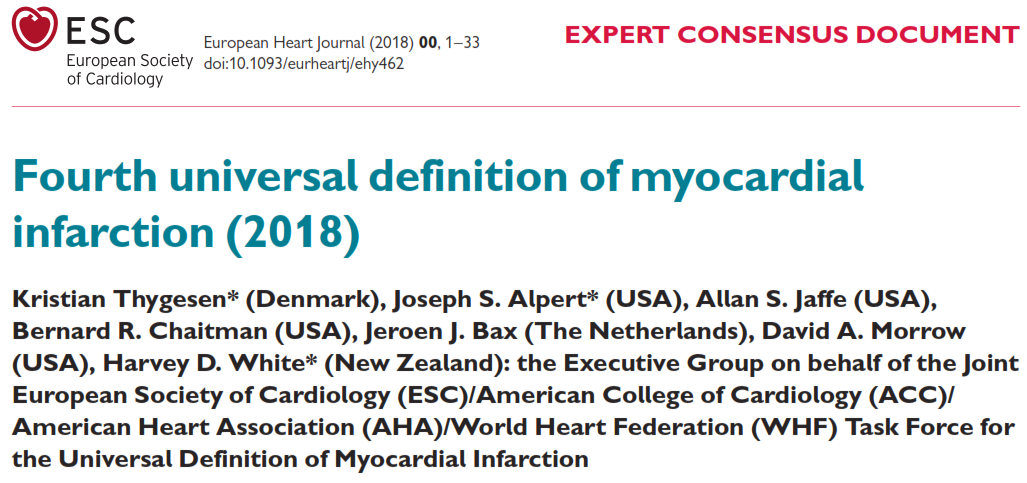 ESC
European Society
of Cardiology
European Heart Journal (2018) 00, 1–33
doi:10.1093/eurheartj/ehy462
EXPERT CONSENSUS DOCUMENT
Fourth universal definition of myocardial
infarction (2018)
Kristian Thygesen* (Denmark), Joseph S. Alpert* (USA), Allan S. Jaffe (USA),
Bernard R. Chaitman (USA), Jeroen J. Bax (The Netherlands), David A. Morrow
(USA), Harvey D. White* (New Zealand): the Executive Group on behalf of the Joint
European Society of Cardiology (ESC)/American College of Cardiology (ACC)/
American Heart Association (AHA)/World Heart Federation (WHF) Task Force for
the Universal Definition of Myocardial Infarction